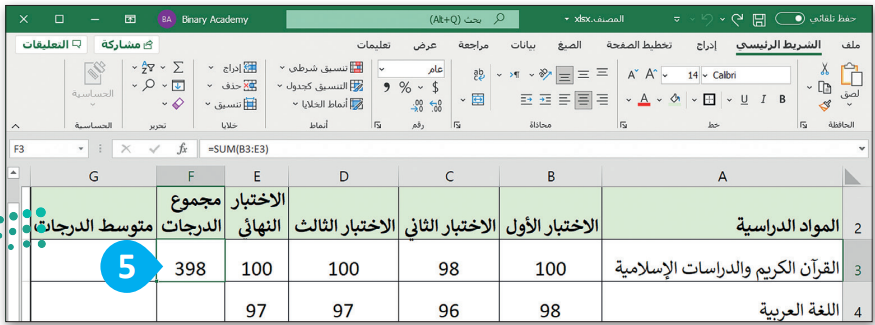 حفظ تلقائي المصنف.xlsx بحث (Alt+Q) Binary Academy BA
ملف الشريط الرئيسي إدراج تخطيط الصفحة الصيغ بيانات مراجعة عرض تعليمات مشاركة التعليقات
لصق Calibri 14 عام تنسيق شرطي إدراج الحساسية
B I U التنسيق كجدول حذف
أنماط الخلايا تنسيق
الحافظة خط محاذاة رقم أنماط خلايا تحرير الحساسية
F3 fx =SUM(B3:E3)
A B C D E F G
2 المواد الدراسية الاختبار الأول الاختبار الثاني الاختبار الثالث الاختبار النهائي مجموع الدرجات متوسط الدرجات
3 القرآن الكريم والدراسات الإسلامية 100 98 100 100 398 5
4 اللغة العربية 98 96 97 97